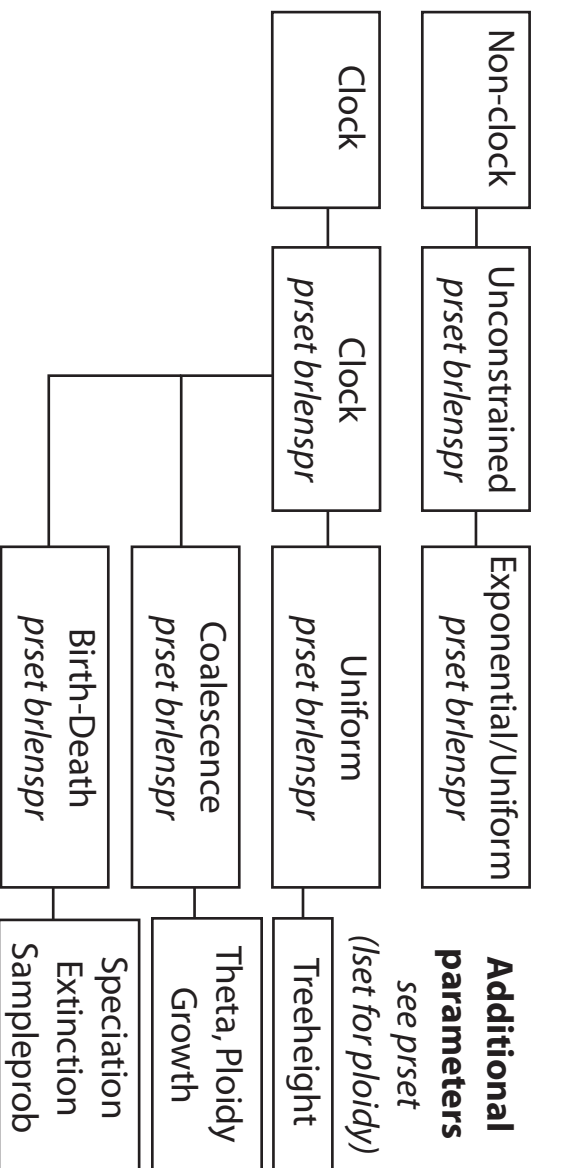 Non-clock
Unconstrained
prset brlenspr
Exponential/Uniform
prset brlenspr
Additional
parameters
see prset
(lset for ploidy)
Clock
Clock
prset brlenspr
Uniform
prset brlenspr
Treeheight
Coalescence
prset brlenspr
Theta, Ploidy
Growth
Birth-Death
prset brlenspr
Speciation
Extinction
Sampleprob